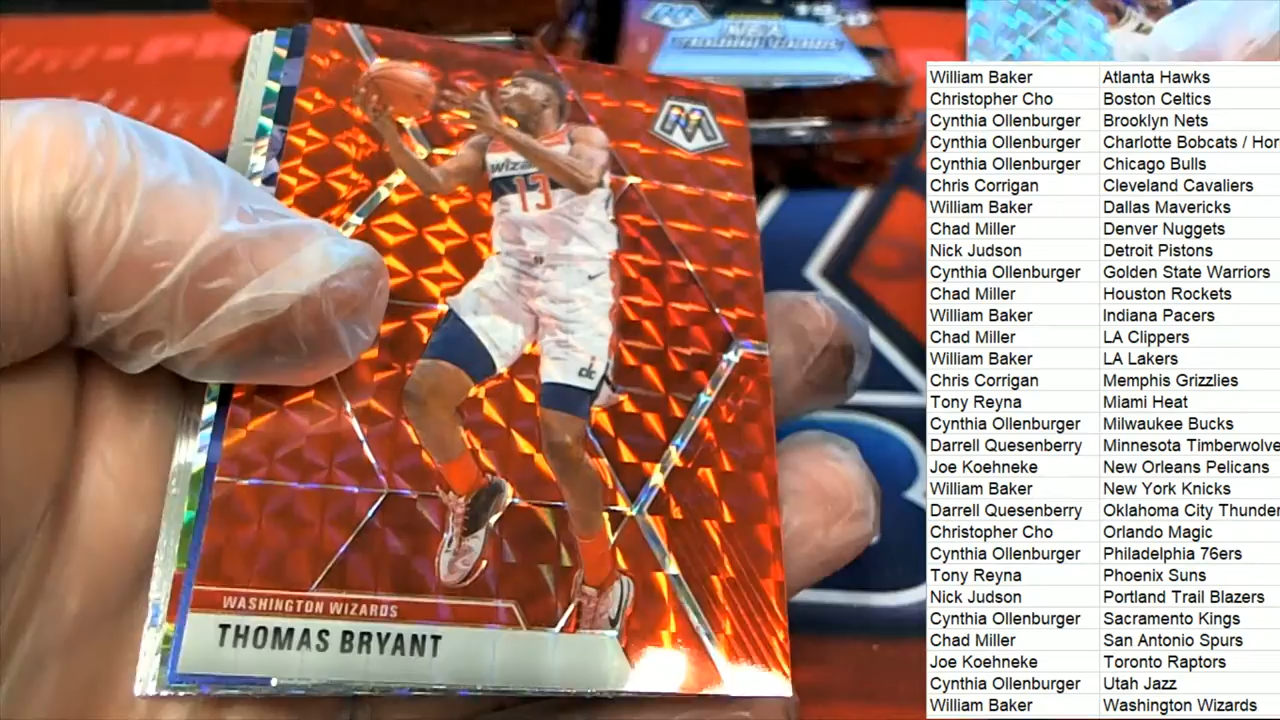 wiza
13
dc
WASHINGTON WIZARDS
THOMAS BRYANT
William Baker Atlanta Hawks
Christopher Cho Boston Celtics
Cynthia Ollenburger Brooklyn Nets
Cynthia Ollenburger Charlotte Bobcats / Hor
Cynthia Ollenburger Chicago Bulls
Chris Corrigan Cleveland Cavaliers
William Baker Dallas Mavericks
Chad Miller Denver Nuggets
Nick Judson Detroit Pistons
Cynthia Ollenburger Golden State Warriors
Chad Miller Houston Rockets
William Baker Indiana Pacers
Chad Miller LA Clippers
William Baker LA Lakers
Chris Corrigan Memphis Grizzlies
Tony Reyna Miami Heat
Cynthia Ollenburger Milwaukee Bucks
Darrell Quesenberry Minnesota Timberwolve
Joe Koehneke New Orleans Pelicans
William Baker New York Knicks
Darrell Quesenberry Oklahoma City Thunder
Christopher Cho Orlando Magic
Cynthia Ollenburger Philadelphia 76ers
Tony Reyna Phoenix Suns
Nick Judson Portland Trail Blazers
Cynthia Ollenburger Sacramento Kings
Chad Miller San Antonio Spurs
Joe Koehneke Toronto Raptors
Cynthia Ollenburger Utah Jazz
William Baker Washington Wizards